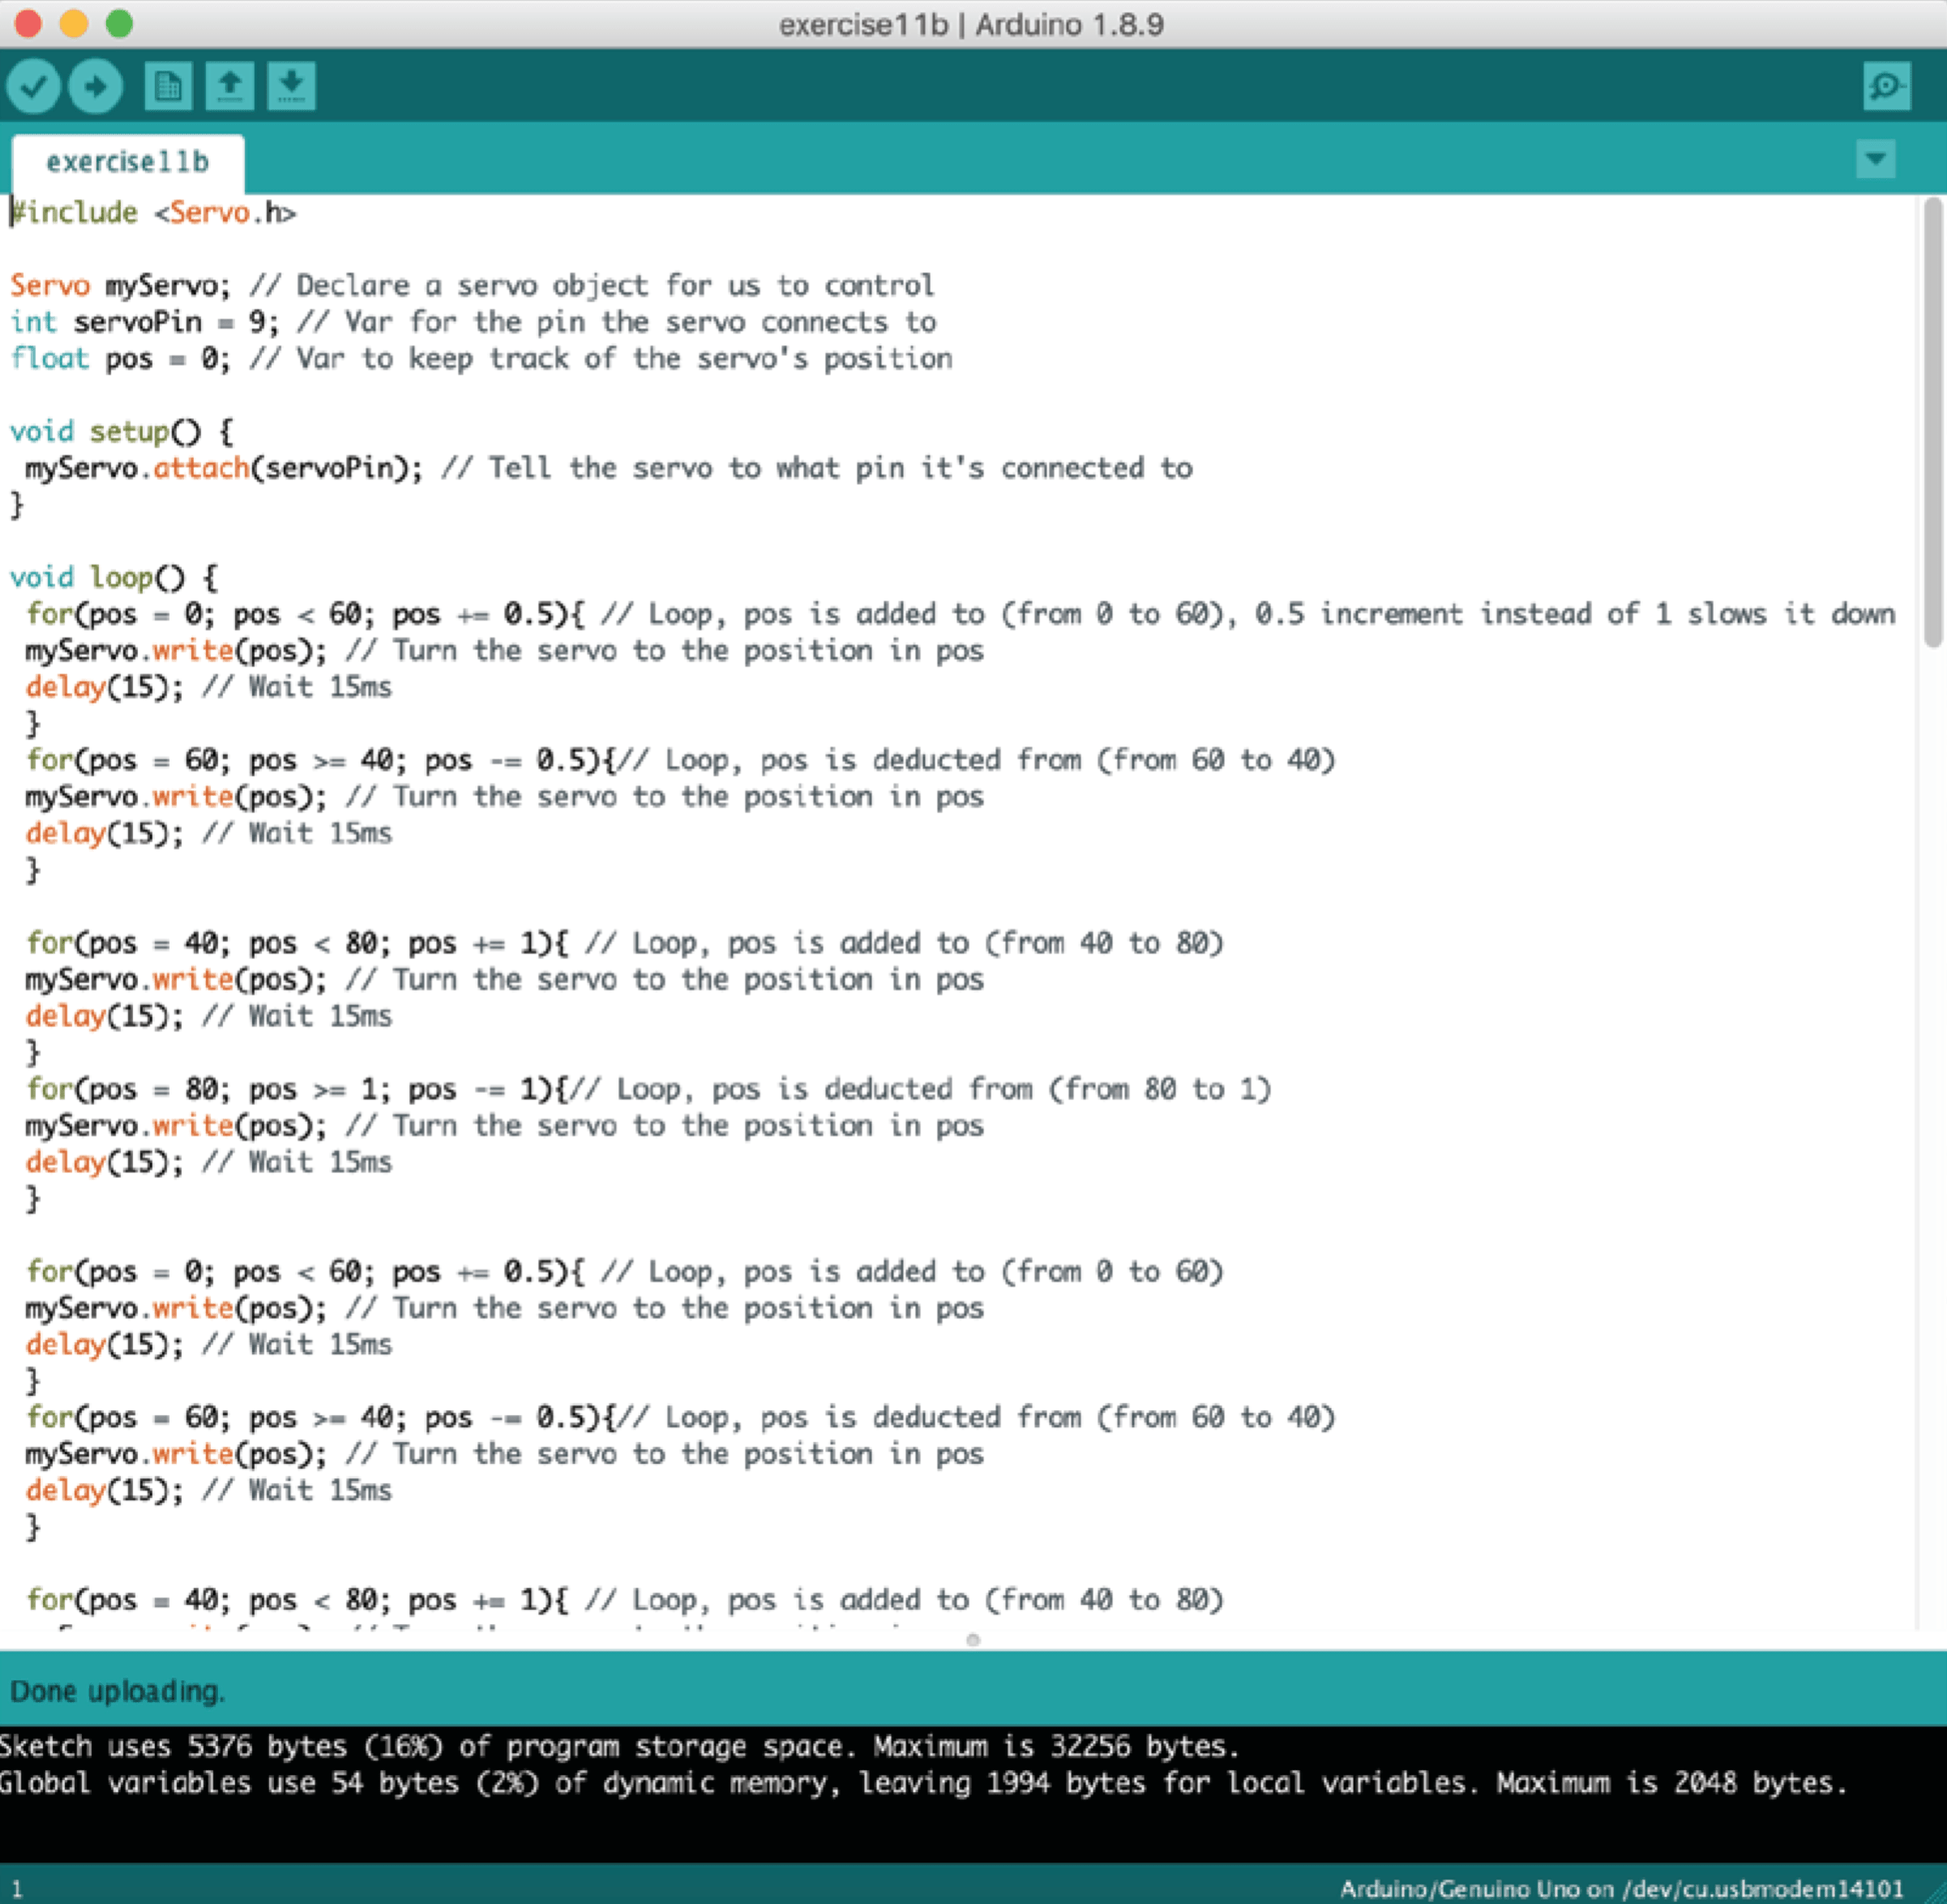 exercise11b | Arduino 1.8.9
exercise11b
#include <Servo.h>

Servo myServo; // Declare a servo object for us to control
int servoPin = 9; // Var for the pin the servo connects to
float pos = 0; // Var to keep track of the servo's position

void setup() {
 myServo.attach(servoPin); // Tell the servo to what pin it's connected to
}

void loop() {
 for(pos = 0; pos < 60; pos += 0.5){ // Loop, pos is added to (from 0 to 60), 0.5 increment instead of 1 slows it down
 myServo.write(pos); // Turn the servo to the position in pos
 delay(15); // Wait 15ms
 }
 for(pos = 60; pos >= 40; pos -= 0.5){// Loop, pos is deducted from (from 60 to 40)
 myServo.write(pos); // Turn the servo to the position in pos
 delay(15); // Wait 15ms
 }

 for(pos = 40; pos < 80; pos += 1){ // Loop, pos is added to (from 40 to 80)
 myServo.write(pos); // Turn the servo to the position in pos
 delay(15); // Wait 15ms
 }
 for(pos = 80; pos >= 1; pos -= 1){// Loop, pos is deducted from (from 80 to 1)
 myServo.write(pos); // Turn the servo to the position in pos
 delay(15); // Wait 15ms
 }

 for(pos = 0; pos < 60; pos += 0.5){ // Loop, pos is added to (from 0 to 60)
 myServo.write(pos); // Turn the servo to the position in pos
 delay(15); // Wait 15ms
 }
 for(pos = 60; pos >= 40; pos -= 0.5){// Loop, pos is deducted from (from 60 to 40)
 myServo.write(pos); // Turn the servo to the position in pos
 delay(15); // Wait 15ms
 }

 for(pos = 40; pos < 80; pos += 1){ // Loop, pos is added to (from 40 to 80)
Done uploading.
Sketch uses 5376 bytes (16%) of program storage space. Maximum is 32256 bytes.
Global variables use 54 bytes (2%) of dynamic memory, leaving 1994 bytes for local variables. Maximum is 2048 bytes.
1
Arduino/Genuino Uno on /dev/cu.usbmodem14101